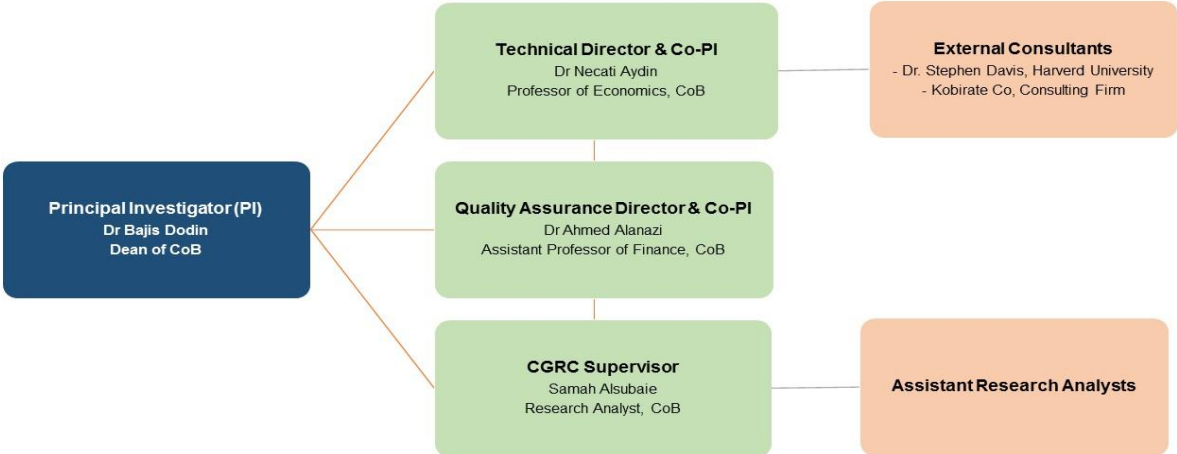 Technical Director & Co-PI
Dr Necati Aydin
Professor of Economics, CoB
External Consultants
- Dr. Stephen Davis, Harverd University
- Kobirate Co, Consulting Firm
Principal Investigator (PI)
Dr Bajis Dodin
Dean of CoB
Quality Assurance Director & Co-PI
Dr Ahmed Alanazi
Assistant Professor of Finance, CoB
CGRC Supervisor
Samah Alsubaie
Research Analyst, CoB
Assistant Research Analysts